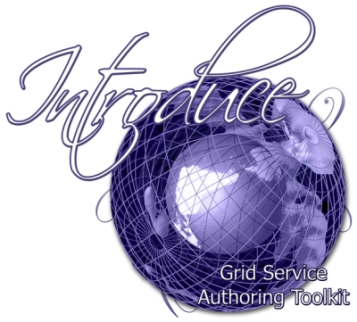 Introduce
Grid Service
Authoring Toolkit